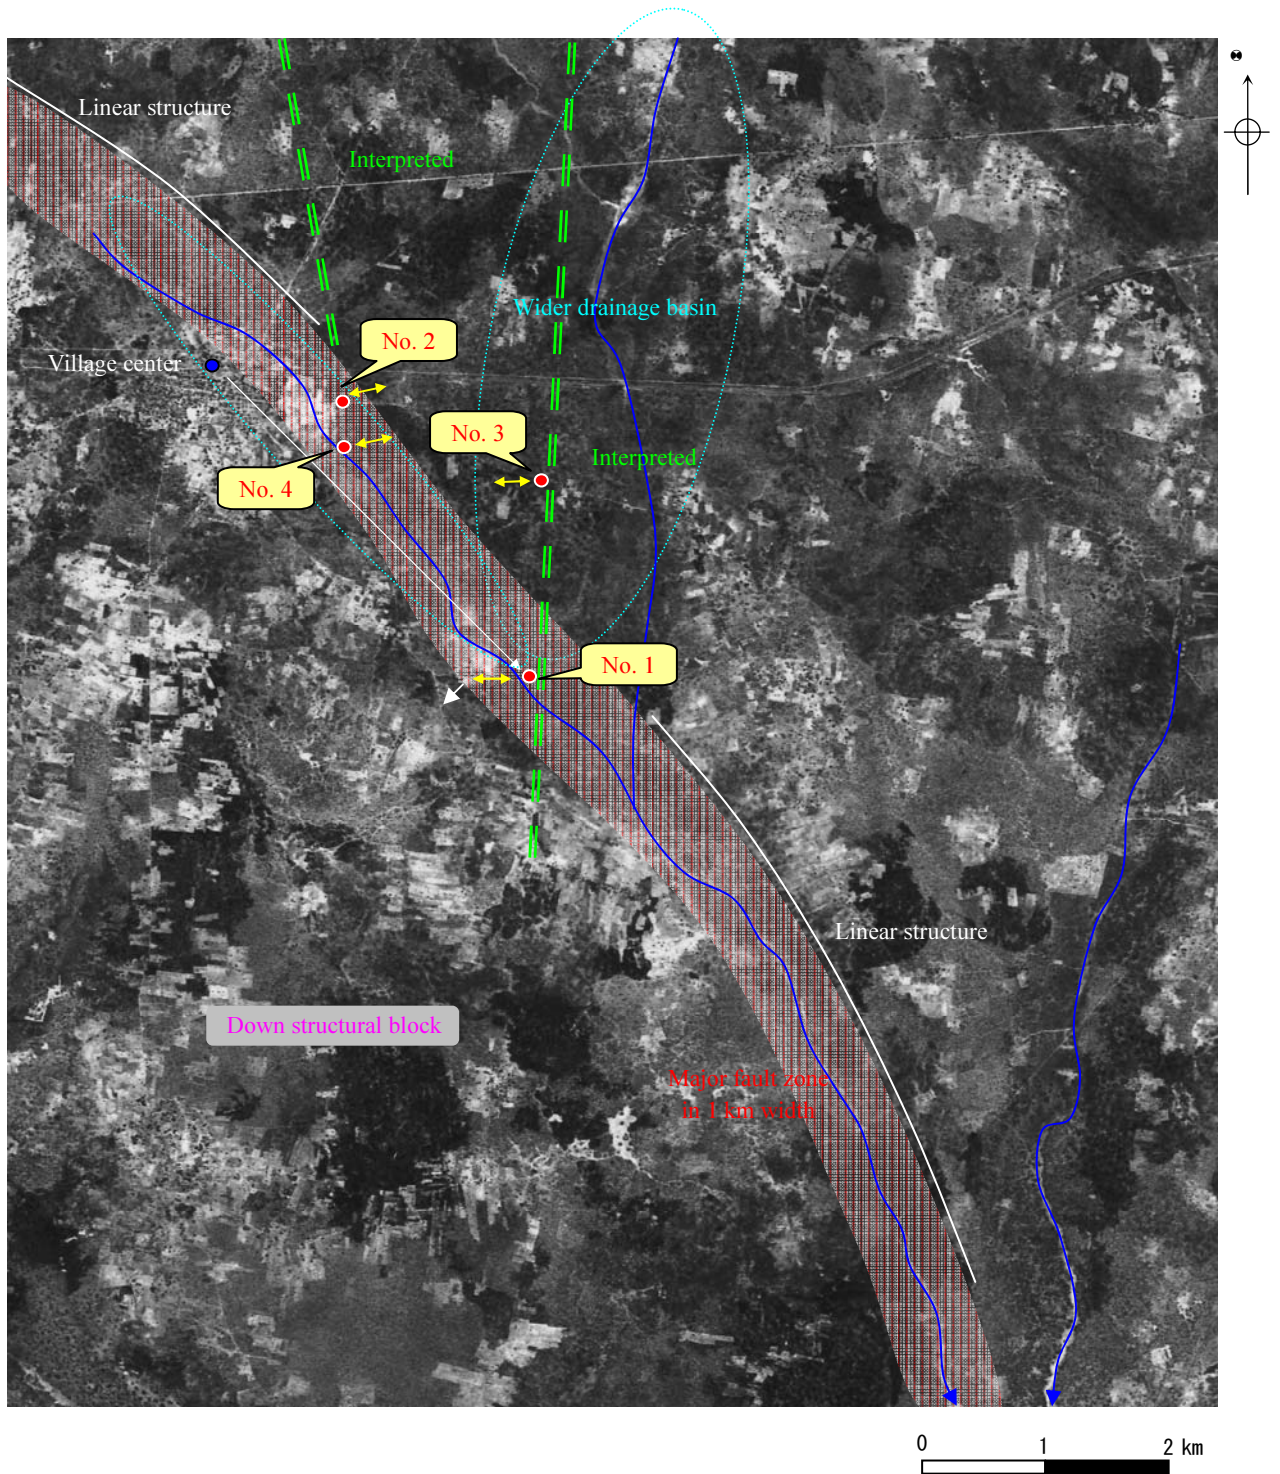 Linear structure
Interpreted
Wider drainage basin
No. 2
Village center
No. 3
Interpreted
No. 4
No. 1
Linear structure
Down structural block
Major fault zone
in 1 km width
0 1 2 km